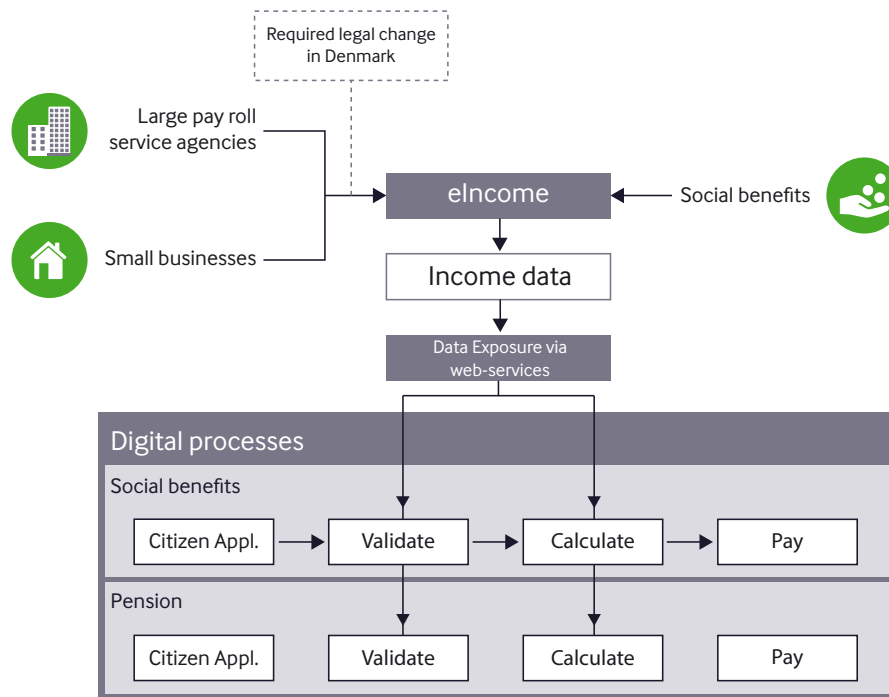 Required legal change
in Denmark
Large pay roll
service agencies
eIncome
Social benefits
Small businesses
Income data
Data Exposure via
web-services
Digital processes
Social benefits
Citizen Appl.
Validate
Calculate
Pay
Pension
Citizen Appl.
Validate
Calculate
Pay